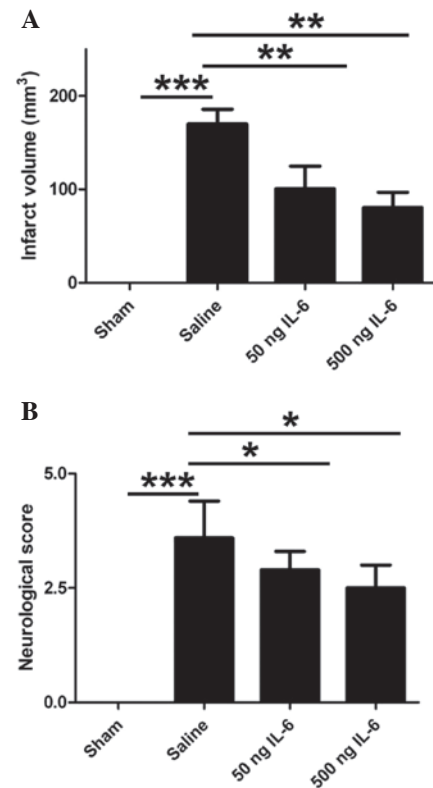 A
**
**
***
Infarct volume (mm³)
200
100
0
Sham
Saline
50 ng IL-6
500 ng IL-6
B
*
*
***
Neurological score
5.0
2.5
0.0
Sham
Saline
50 ng IL-6
500 ng IL-6